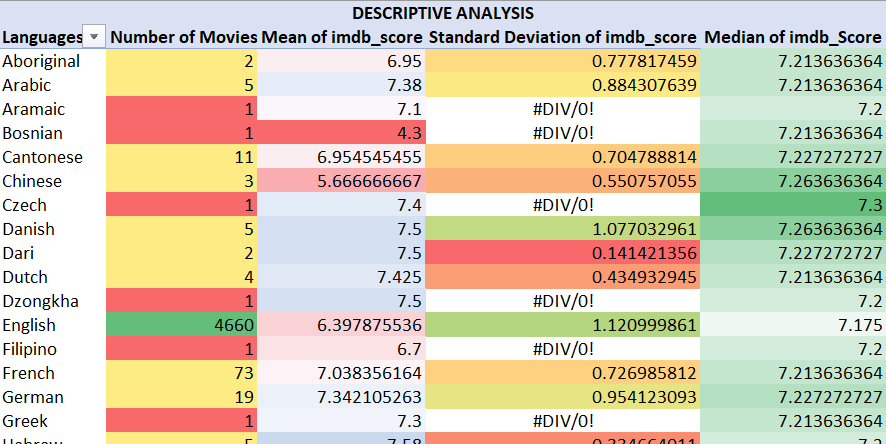 DESCRIPTIVE ANALYSIS
Languages Number of Movies Mean of imdb_score Standard Deviation of imdb_score Median of imdb_Score
Aboriginal 2 6.95 0.777817459 7.213636364
Arabic 5 7.38 0.884307639 7.213636364
Aramaic 1 7.1 #DIV/0! 7.2
Bosnian 1 4.3 #DIV/0! 7.213636364
Cantonese 11 6.954545455 0.704788814 7.227272727
Chinese 3 5.666666667 0.550757055 7.263636364
Czech 1 7.4 #DIV/0! 7.3
Danish 5 7.5 1.077032961 7.263636364
Dari 2 7.5 0.141421356 7.227272727
Dutch 4 7.425 0.434932945 7.213636364
Dzongkha 1 7.5 #DIV/0! 7.2
English 4660 6.397875536 1.120999861 7.175
Filipino 1 6.7 #DIV/0! 7.2
French 73 7.038356164 0.726985812 7.213636364
German 19 7.342105263 0.954123093 7.227272727
Greek 1 7.3 #DIV/0! 7.213636364
Hebrew 5 7.58 0.334664011 7.2